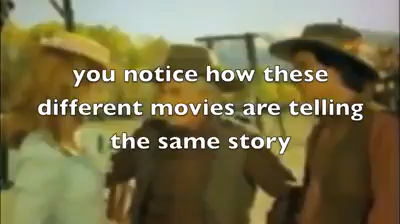 you notice how these
different movies are telling
the same story